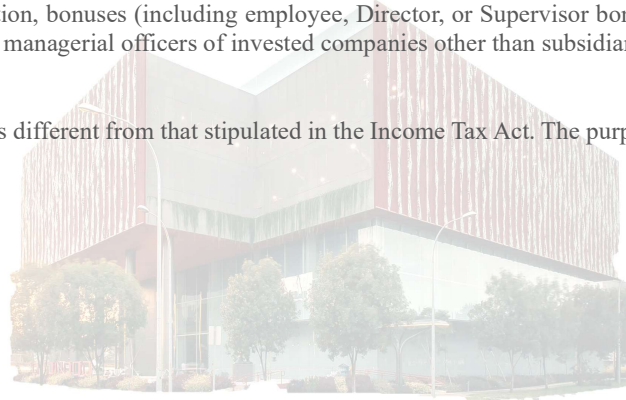 tion, bonuses (including employee, Director, or Supervisor bon
managerial officers of invested companies other than subsidiar
s different from that stipulated in the Income Tax Act. The purp